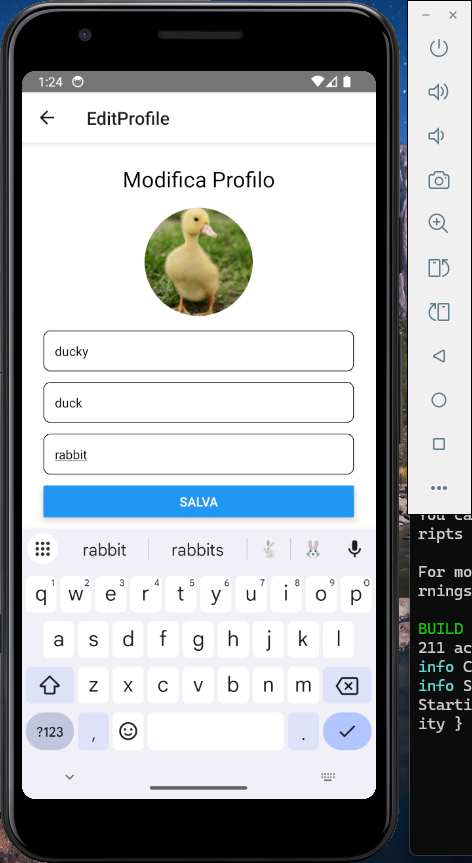 1:24
EditProfile
Modifica Profilo
ducky
duck
rabbit
SALVA
rabbit rabbits
q1 w2 e3 r4 t5 y6 u7 i8 o9 p0
a s d f g h j k l
z x c v b n m
?123 , .
You ca
ripts
For mo
rnings
BUILD
211 ac
info C
info S
Starti
ity }